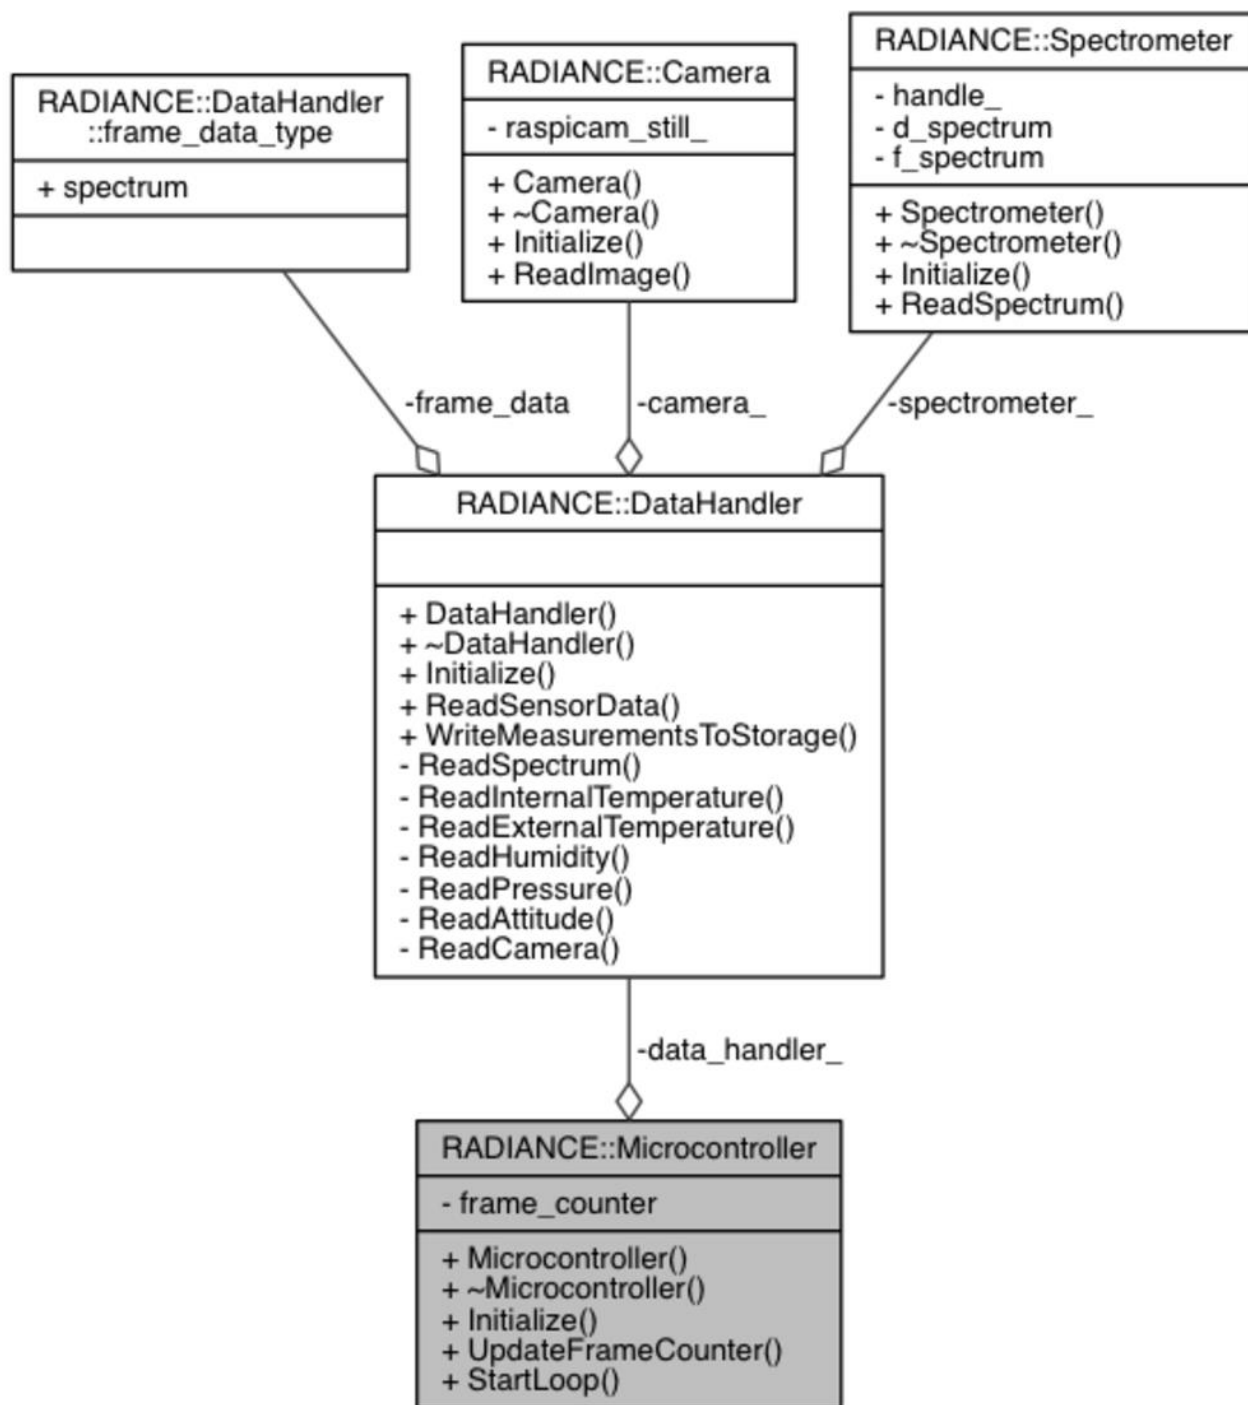 RADIANCE::DataHandler
::frame_data_type
+ spectrum
RADIANCE::Camera
- raspicam_still_
+ Camera()
+ ~Camera()
+ Initialize()
+ ReadImage()
RADIANCE::Spectrometer
- handle_
- d_spectrum
- f_spectrum
+ Spectrometer()
+ ~Spectrometer()
+ Initialize()
+ ReadSpectrum()
-frame_data
-camera_
-spectrometer_
RADIANCE::DataHandler
+ DataHandler()
+ ~DataHandler()
+ Initialize()
+ ReadSensorData()
+ WriteMeasurementsToStorage()
- ReadSpectrum()
- ReadInternalTemperature()
- ReadExternalTemperature()
- ReadHumidity()
- ReadPressure()
- ReadAttitude()
- ReadCamera()
-data_handler_
RADIANCE::Microcontroller
- frame_counter
+ Microcontroller()
+ ~Microcontroller()
+ Initialize()
+ UpdateFrameCounter()
+ StartLoop()